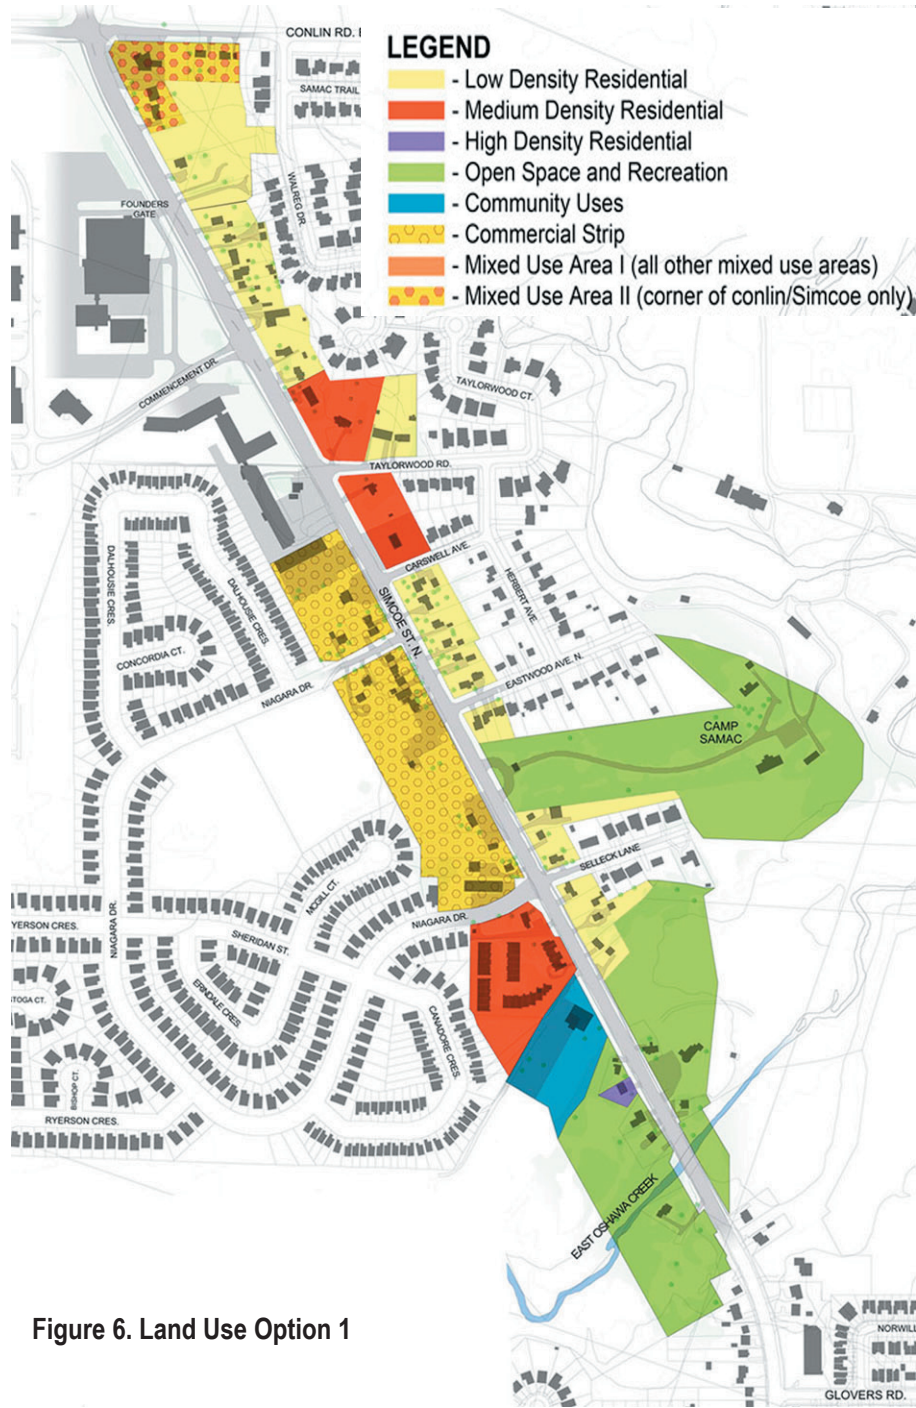 CONLIN RD. E
LEGEND
- Low Density Residential
- Medium Density Residential
- High Density Residential
- Open Space and Recreation
- Community Uses
- Commercial Strip
- Mixed Use Area I (all other mixed use areas)
- Mixed Use Area II (corner of conlin/Simcoe only)
SAMAC TRAIL
WALREG DR.
FOUNDERS
GATE
COMMENCEMENT DR.
TAYLORWOOD CT.
TAYLORWOOD RD.
DALHOUSIE CRES.
DALHOUSIE CRES.
CARSWELL AVE.
HERBERT AVE.
SIMCOE ST. N.
CONCORDIA CT.
NIAGARA DR.
EASTWOOD AVE. N.
CAMP
SAMAC
SELLECK LANE
MCGILL CT.
NIAGARA DR.
NIAGARA DR.
YERSON CRES.
SHERIDAN ST.
ERINDALE CRES.
TOGA CT.
CANADORE CRES.
BISHOP CT.
RYERSON CRES.
EAST OSHAWA CREEK
Figure 6. Land Use Option 1
NORWILL
GLOVERS RD.